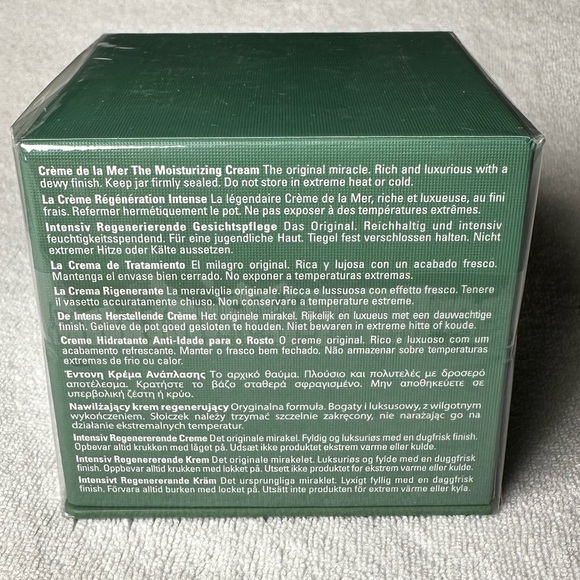 Crème de la Mer The Moisturizing Cream The original miracle. Rich and luxurious with a
dewy finish. Keep jar firmly sealed. Do not store in extreme heat or cold.
La Crème Régénération Intense La légendaire Crème de la Mer, riche et luxueuse, au fini
frais. Refermer hermétiquement le pot. Ne pas exposer à des températures extrêmes.
Intensiv Regenerierende Gesichtspflege Das Original. Reichhaltig und intensiv
feuchtigkeitsspendend. Für eine jugendliche Haut. Tiegel fest verschlossen halten. Nicht
extremer Hitze oder Kälte aussetzen.
La Crema de Tratamiento El milagro original. Rica y lujosa con un acabado fresco.
Mantenga el envase bien cerrado. No exponer a temperaturas extremas.
La Crema Rigenerante La meraviglia originale. Ricca e lussuosa con effetto fresco. Tenere
il vasetto accuratamente chiuso. Non conservare a temperature estreme.
De Intens Herstellende Crème Het originele mirakel. Rijkelijk en luxueus met een dauwachtige
finish. Gelieve de pot goed gesloten te houden. Niet bewaren in extreme hitte of koude.
Creme Hidratante Anti-Idade para o Rosto O creme original. Rico e luxuoso com um
acabamento refrescante. Manter o frasco bem fechado. Não armazenar sobre temperaturas
extremas de frio ou calor.
Έντονη Κρέμα Ανάπλασης Το αρχικό θαύμα. Πλούσιο και πολυτελές με δροσερό
αποτέλεσμα. Κρατήστε το βάζο σταθερά σφραγισμένο. Μην αποθηκεύετε σε
υπερβολική ζέστη ή κρύο.
Nawilżający krem regenerujący Oryginalna formuła. Bogaty i luksusowy, z wilgotnym
wykończeniem. Słoiczek należy trzymać szczelnie zakręcony, nie narażając go na
działanie ekstremalnych temperatur.
Intensiv Regenererende Creme Det originale mirakel. Fyldig og luksuriøs med en dugfrisk finish.
Opbevar altid krukken med låget på. Udsæt ikke produktet for ekstrem varme eller kulde.
Intensiv Regenererende Krem Det originale mirakelet. Luksuriøs og fylde med en duggfrisk
finish. Oppbevar altid krukken med lokket på. Utsett ikke produktet for ekstrem varme eller kulde.
Intensivt Regenererande Kräm Det ursprungliga miraklet. Lyxigt fyllig med en daggfrisk
finish. Förvara alltid burken med locket på. Utsätt inte produkten för extrem värme eller kyla.